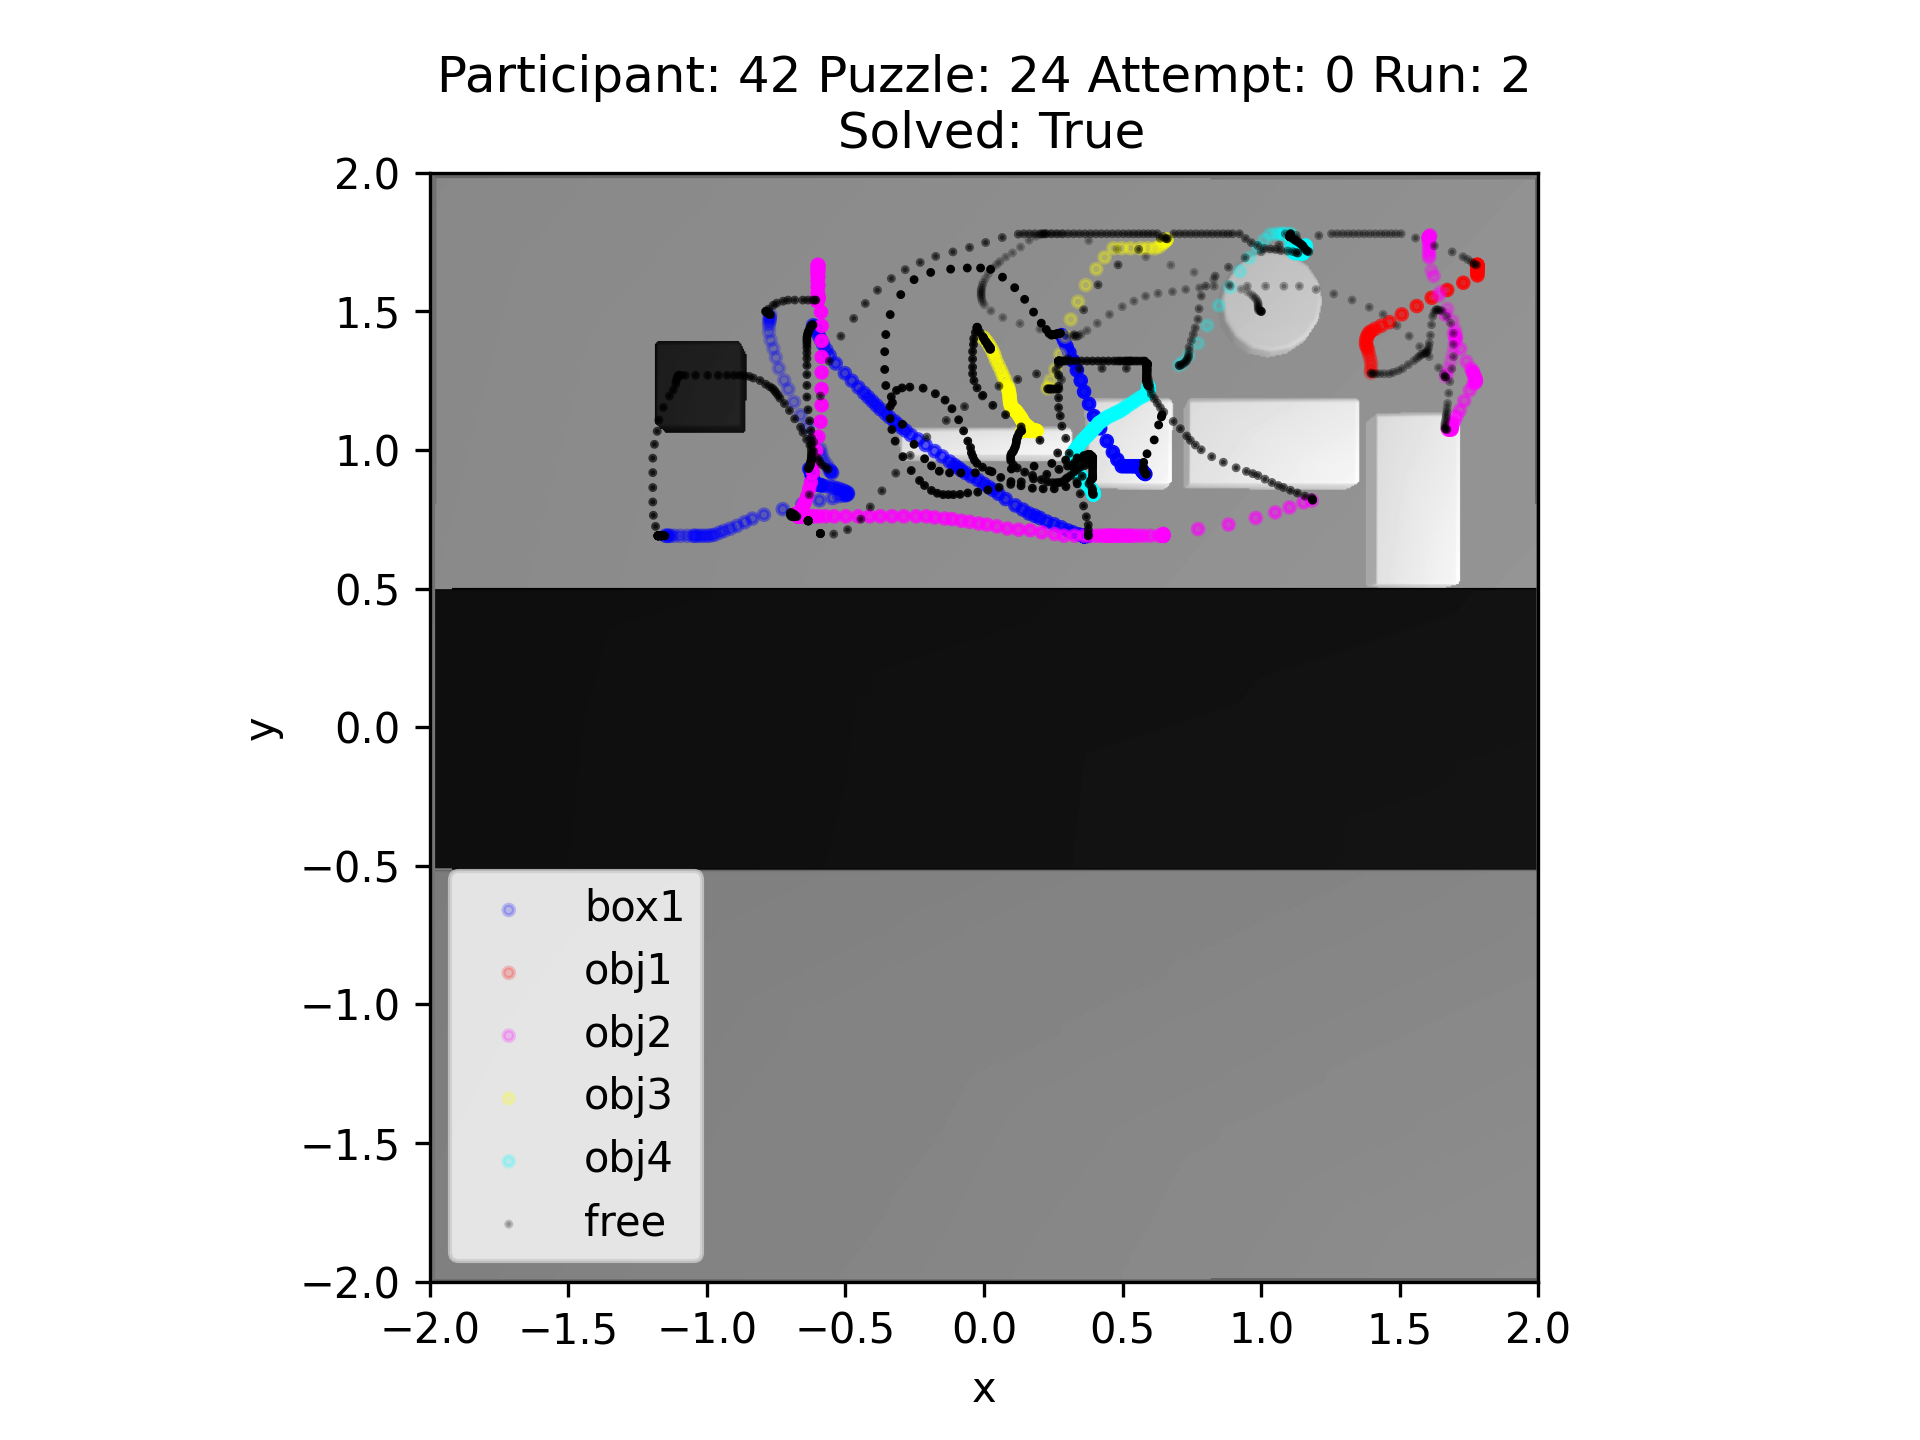 Participant: 42 Puzzle: 24 Attempt: 0 Run: 2
Solved: True
2.0
1.5
1.0
0.5
0.0
−0.5
−1.0
−1.5
−2.0
y
box1
obj1
obj2
obj3
obj4
free
−2.0 −1.5 −1.0 −0.5 0.0 0.5 1.0 1.5 2.0
x